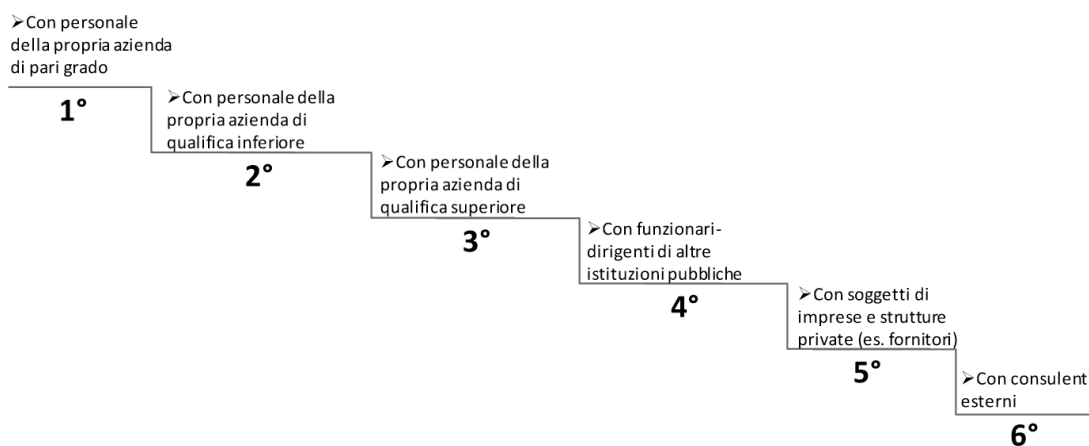 ➢Con personale
della propria azienda
di pari grado
1°
➢Con personale della
propria azienda di
qualifica inferiore
2°
➢Con personale della
propria azienda di
qualifica superiore
3°
➢Con funzionari-
dirigenti di altre
istituzioni pubbliche
4°
➢Con soggetti di
imprese e strutture
private (es. fornitori)
5°
➢Con consulent
esterni
6°